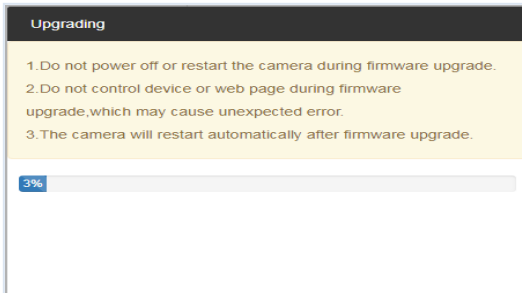 Upgrading
1.Do not power off or restart the camera during firmware upgrade.
2.Do not control device or web page during firmware
upgrade,which may cause unexpected error.
3.The camera will restart automatically after firmware upgrade.
3%